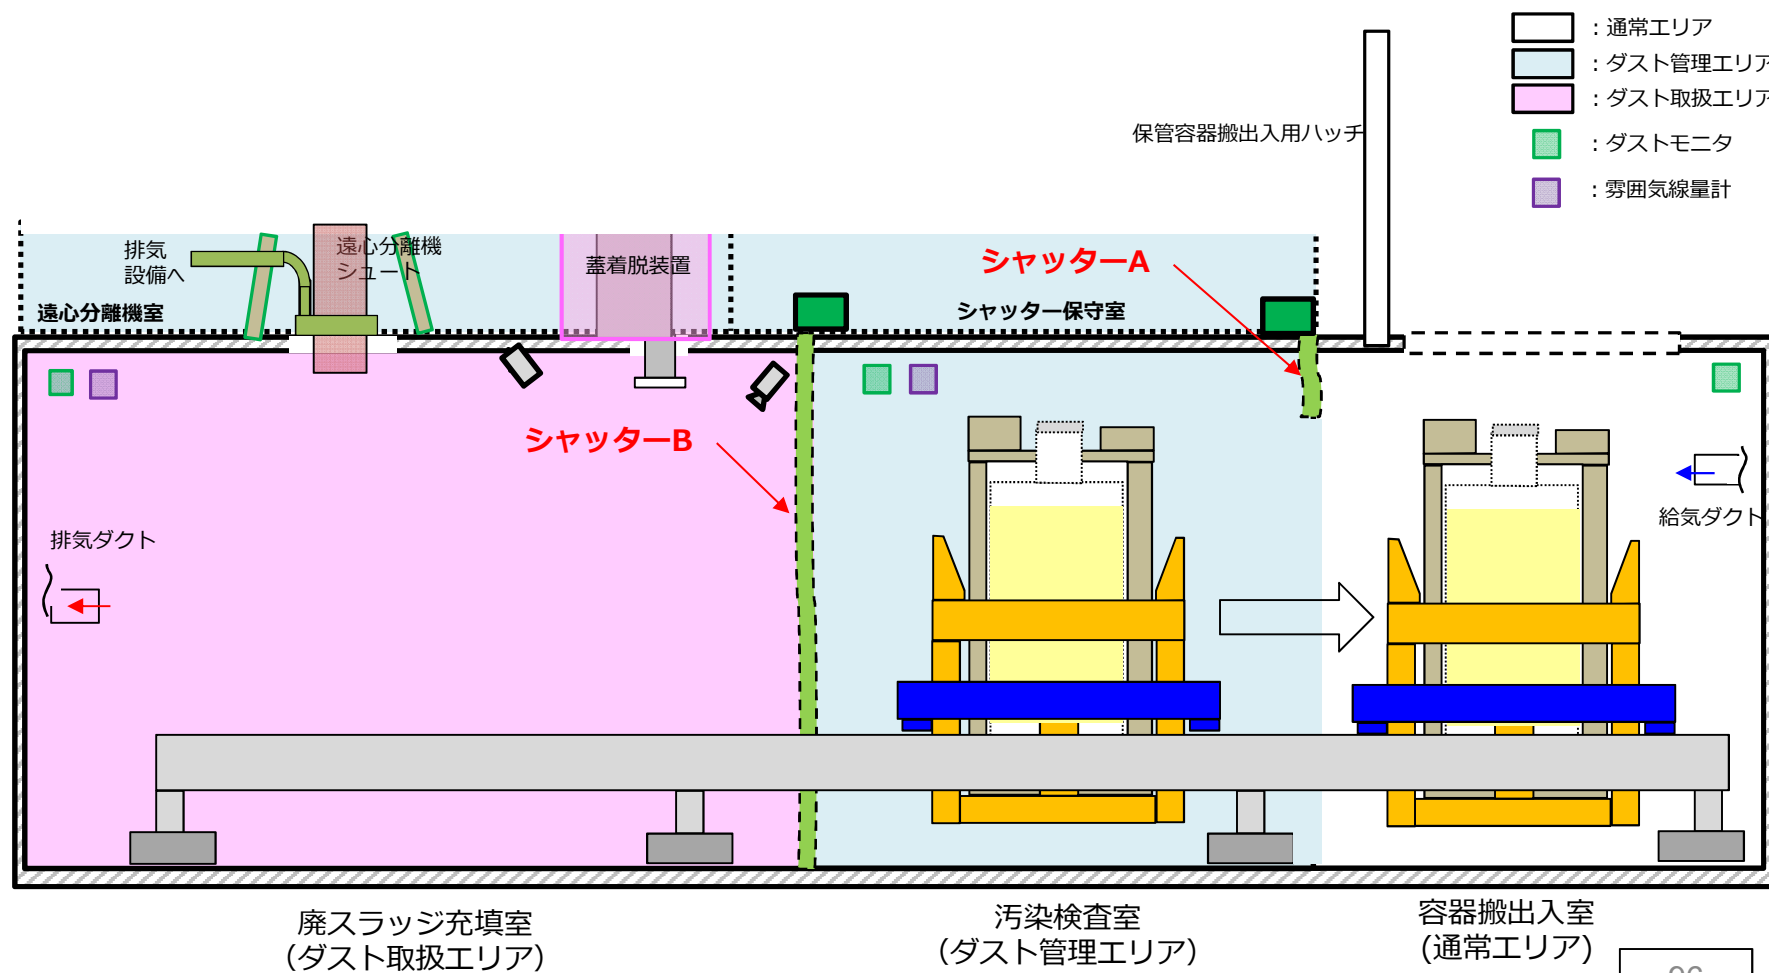 ：通常エリア
：ダスト管理エリア
：ダスト取扱エリア
：ダストモニタ
：雰囲気線量計
保管容器搬出入用ハッチ
排気
設備へ
遠心分離機
シュート
蓋着脱装置
遠心分離機室
シャッターA
シャッター保守室
シャッターB
排気ダクト
給気ダクト
廃スラッジ充填室
（ダスト取扱エリア）
汚染検査室
（ダスト管理エリア）
容器搬出入室
(通常エリア)